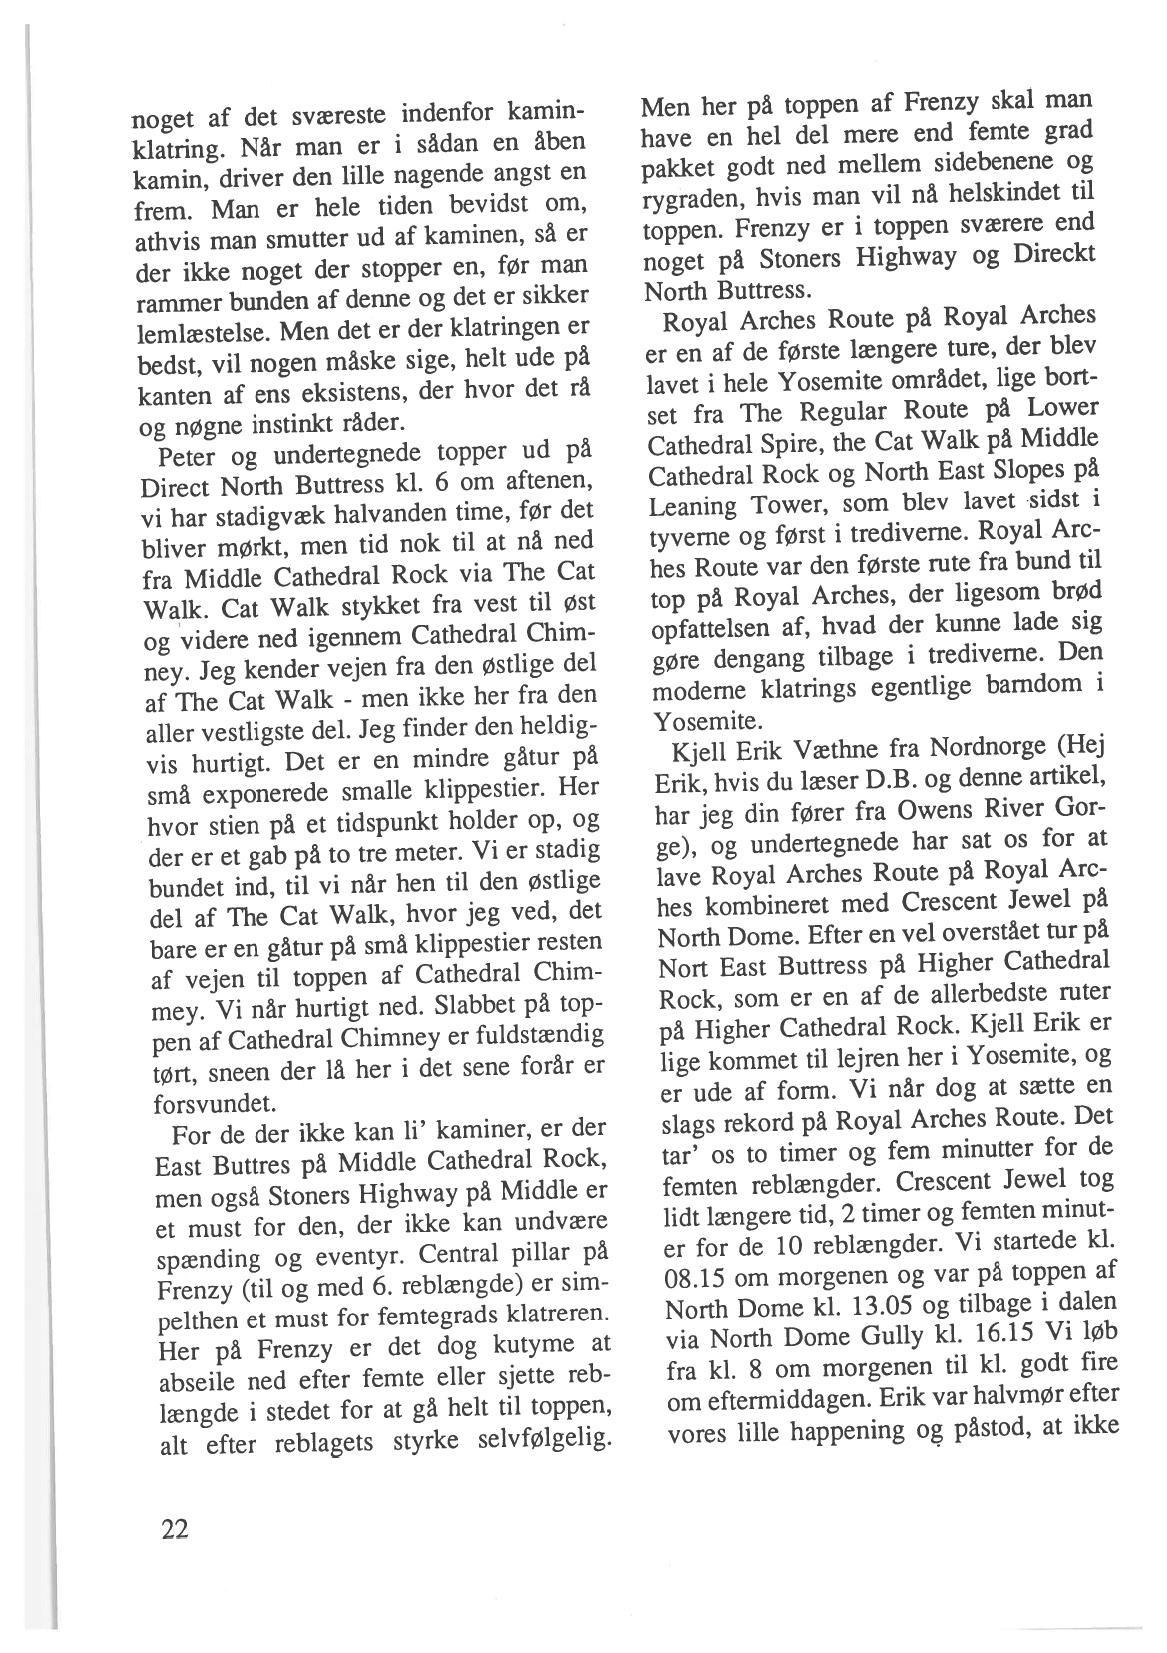 noget af det sværeste indenfor kamin-
klatring. Når man er i sådan en åben
kamin, driver den lille nagende angst en
frem. Man er hele tiden bevidst om,
athvis man smutter ud af kaminen, så er
der ikke noget der stopper en, før man
rammer bunden af denne og det er sikker
lemlæstelse. Men det er der klatringen er
bedst, vil nogen måske sige, helt ude på
kanten af ens eksistens, der hvor det rå
og nøgne instinkt råder.
Peter og undertegnede topper ud på
Direct North Buttress kl. 6 om aftenen,
vi har stadigvæk halvanden time, før det
bliver mørkt, men tid nok til at nå ned
fra Middle Cathedral Rock via The Cat
Walk. Cat Walk stykket fra vest til øst
og videre ned igennem Cathedral Chim-
ney. Jeg kender vejen fra den østlige del
af The Cat Walk - men ikke her fra den
aller vestligste del. Jeg finder den heldig-
vis hurtigt. Det er en mindre gåtur på
små exponerede smalle klippestier. Her
hvor stien på et tidspunkt holder op, og
der er et gab på to tre meter. Vi er stadig
bundet ind, til vi når hen til den østlige
del af The Cat Walk, hvor jeg ved, det
bare er en gåtur på små klippestier resten
af vejen til toppen af Cathedral Chim-
mey. Vi når hurtigt ned. Slabbet på top-
pen af Cathedral Chimney er fuldstændig
tørt, sneen der lå her i det sene forår er
forsvundet.
For de der ikke kan li' kaminer, er der
East Buttres på Middle Cathedral Rock,
men også Stoners Highway på Middle er
et must for den, der ikke kan undvære
spænding og eventyr. Central pillar på
Frenzy (til og med 6. reblængde) er sim-
pelthen et must for femtegrads klatreren.
Her på Frenzy er det dog kutyme at
abseile ned efter femte eller sjette reb-
længde i stedet for at gå helt til toppen,
alt efter reblagets styrke selvfølgelig.
Men her på toppen af Frenzy skal man
have en hel del mere end femte grad
pakket godt ned mellem sidebenene og
rygraden, hvis man vil nå helskindet til
toppen. Frenzy er i toppen sværere end
noget på Stoners Highway og Direckt
North Buttress.
Royal Arches Route på Royal Arches
er en af de første længere ture, der blev
lavet i hele Yosemite området, lige bort-
set fra The Regular Route på Lower
Cathedral Spire, the Cat Walk på Middle
Cathedral Rock og North East Slopes på
Leaning Tower, som blev lavet sidst i
tyverne og først i trediverne. Royal Arc-
hes Route var den første rute fra bund til
top på Royal Arches, der ligesom brød
opfattelsen af, hvad der kunne lade sig
gøre dengang tilbage i trediverne. Den
moderne klatrings egentlige barndom i
Yosemite.
Kjell Erik Væthne fra Nordnorge (Hej
Erik, hvis du læser D.B. og denne artikel,
har jeg din fører fra Owens River Gor-
ge), og undertegnede har sat os for at
lave Royal Arches Route på Royal Arc-
hes kombineret med Crescent Jewel på
North Dome. Efter en vel overstået tur på
Nort East Buttress på Higher Cathedral
Rock, som er en af de allerbedste ruter
på Higher Cathedral Rock. Kjell Erik er
lige kommet til lejren her i Yosemite, og
er ude af form. Vi når dog at sætte en
slags rekord på Royal Arches Route. Det
tar' os to timer og fem minutter for de
femten reblængder. Crescent Jewel tog
lidt længere tid, 2 timer og femten minut-
er for de 10 reblængder. Vi startede kl.
08.15 om morgenen og var på toppen af
North Dome kl. 13.05 og tilbage i dalen
via North Dome Gully kl. 16.15 Vi løb
fra kl. 8 om morgenen til kl. godt fire
om eftermiddagen. Erik var halvmør efter
vores lille happening og påstod, at ikke
22